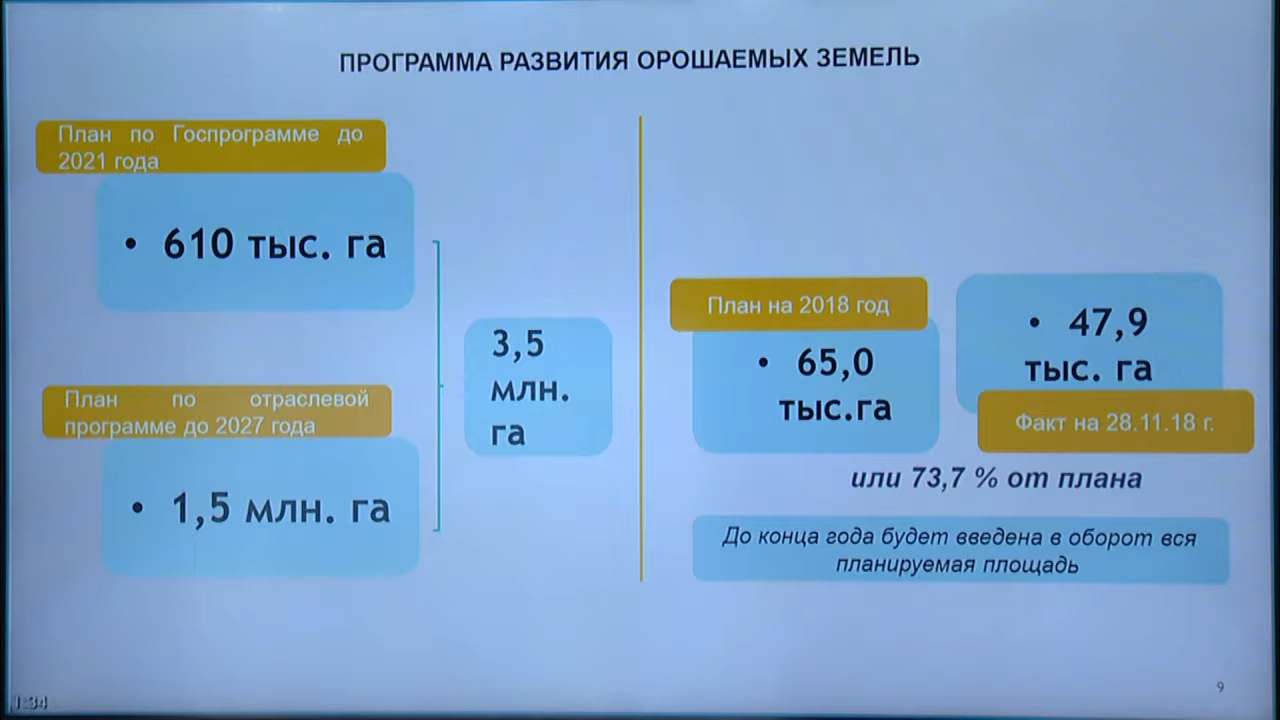 ПРОГРАММА РАЗВИТИЯ ОРОШАЕМЫХ ЗЕМЕЛЬ
План по Госпрограмме до
2021 года
• 610 тыс. га
План по отраслевой
программе до 2027 года
• 1,5 млн. га
3,5
млн.
га
План на 2018 год
• 65,0
тыс.га
• 47,9
тыс. га
Факт на 28.11.18 г.
или 73,7 % от плана
До конца года будет введена в оборот вся
планируемая площадь
9
1:34